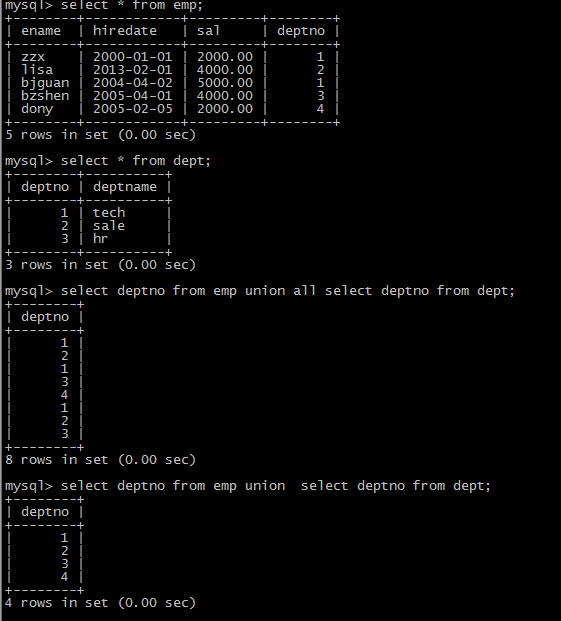 mysql> select * from emp;
+--------+------------+---------+--------+
| ename  | hiredate   | sal     | deptno |
+--------+------------+---------+--------+
| zzx    | 2000-01-01 | 2000.00 |      1 |
| lisa   | 2013-02-01 | 4000.00 |      2 |
| bjguan | 2004-04-02 | 5000.00 |      1 |
| bzshen | 2005-04-01 | 4000.00 |      3 |
| dony   | 2005-02-05 | 2000.00 |      4 |
+--------+------------+---------+--------+
5 rows in set (0.00 sec)
mysql> select * from dept;
+--------+----------+
| deptno | deptname |
+--------+----------+
|      1 | tech     |
|      2 | sale     |
|      3 | hr       |
+--------+----------+
3 rows in set (0.00 sec)
mysql> select deptno from emp union all select deptno from dept;
+--------+
| deptno |
+--------+
|      1 |
|      2 |
|      1 |
|      3 |
|      4 |
|      1 |
|      2 |
|      3 |
+--------+
8 rows in set (0.00 sec)
mysql> select deptno from emp union  select deptno from dept;
+--------+
| deptno |
+--------+
|      1 |
|      2 |
|      3 |
|      4 |
+--------+
4 rows in set (0.00 sec)